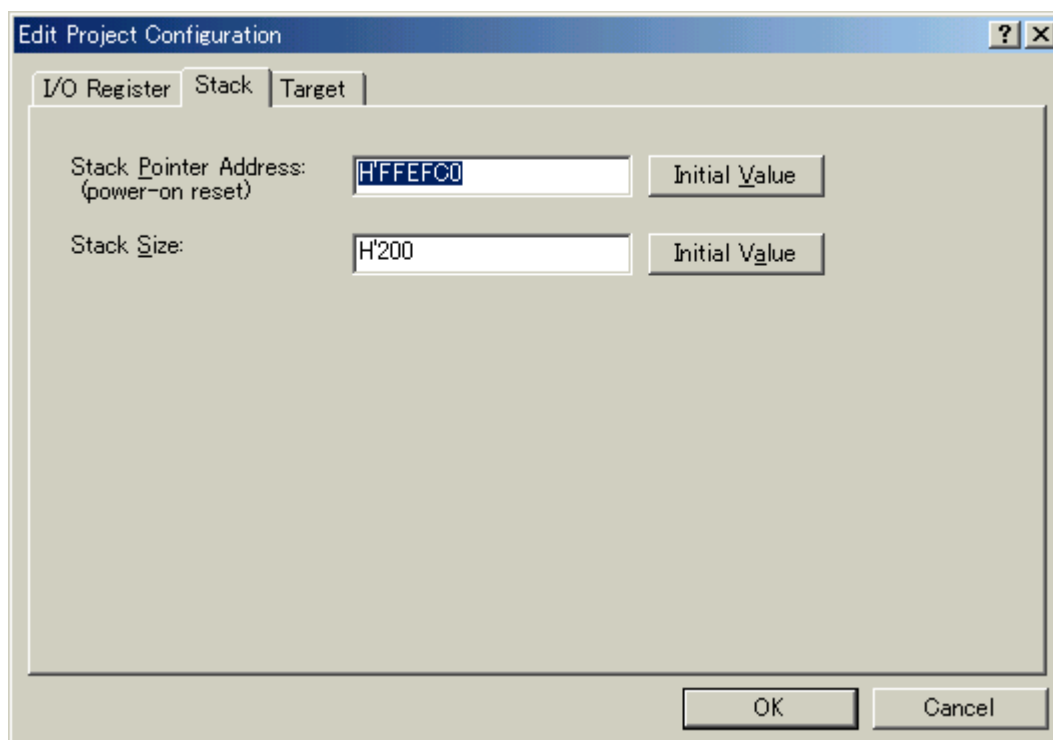 Edit Project Configuration
I/O Register Stack Target
Stack Pointer Address: H'FFEFC0 Initial Value
(power-on reset)
Stack Size: H'200 Initial Value
OK Cancel